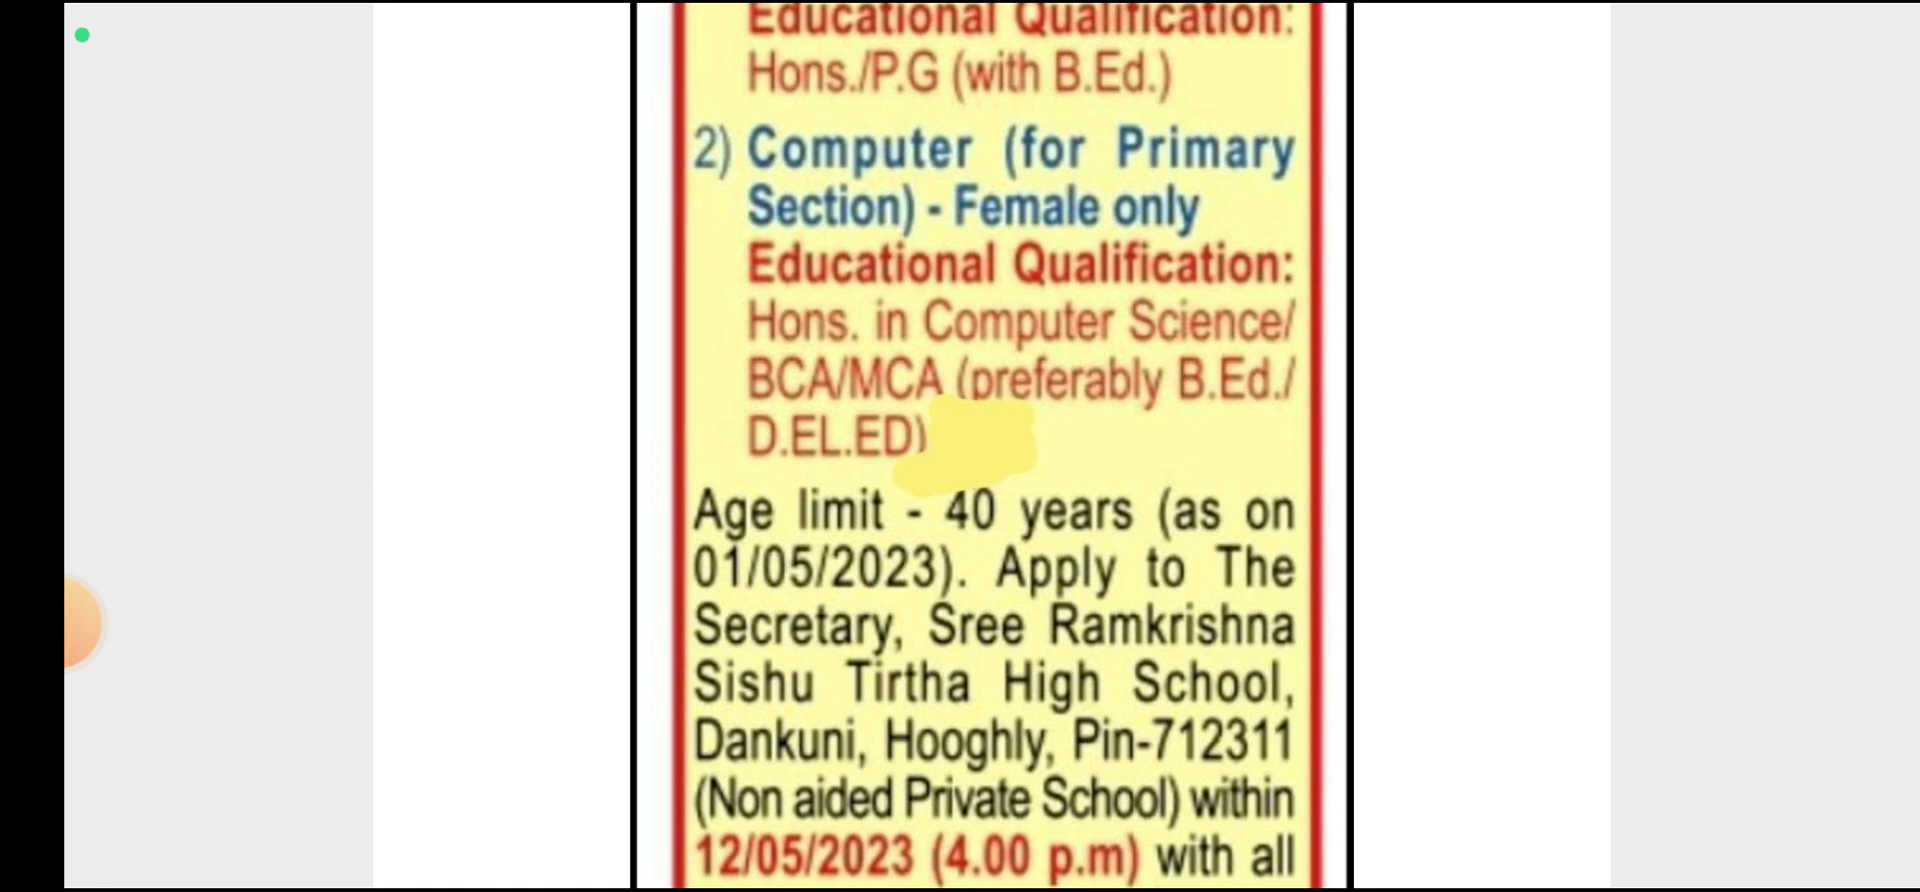 Educational Qualification:
Hons./P.G (with B.Ed.)
2) Computer (for Primary
Section) - Female only
Educational Qualification:
Hons. in Computer Science/
BCA/MCA (preferably B.Ed./
D.EL.ED)
Age limit - 40 years (as on
01/05/2023). Apply to The
Secretary, Sree Ramkrishna
Sishu Tirtha High School,
Dankuni, Hooghly, Pin-712311
(Non aided Private School) within
12/05/2023 (4.00 p.m) with all